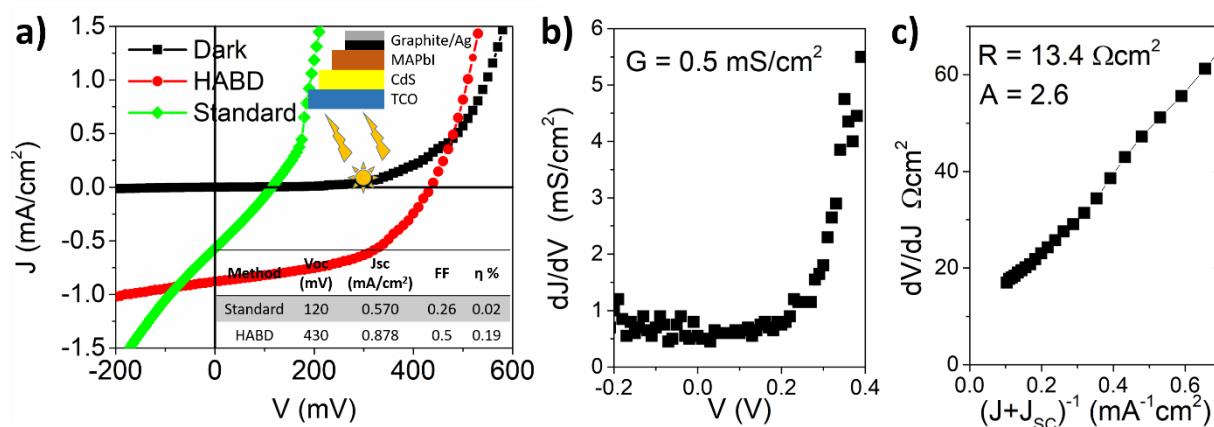 a)
Dark
HABD
Standard
Graphite/Ag
MAPbI
CdS
TCO
J (mA/cm²)
1.5
1.0
0.5
0.0
-0.5
-1.0
-1.5
Method Voc (mV) Jsc (mA/cm²) FF η %
Standard 120 0.570 0.26 0.02
HABD 430 0.878 0.5 0.19
-200 0 200 400 600
V (mV)
b)
G = 0.5 mS/cm²
dJ/dV (mS/cm²)
6
5
4
3
2
1
0
-0.2 0.0 0.2 0.4
V (V)
c)
R = 13.4 Ωcm²
A = 2.6
dV/dJ Ωcm²
60
40
20
0
0.0 0.2 0.4 0.6
(J+J_SC)⁻¹ (mA⁻¹cm²)